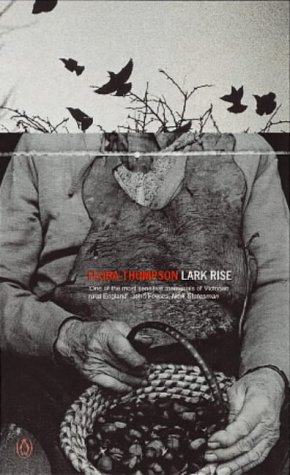 FLORA THOMPSON LARK RISE
'One of the most sensitive memorials of Victorian
rural England' John Fowles, New Statesman